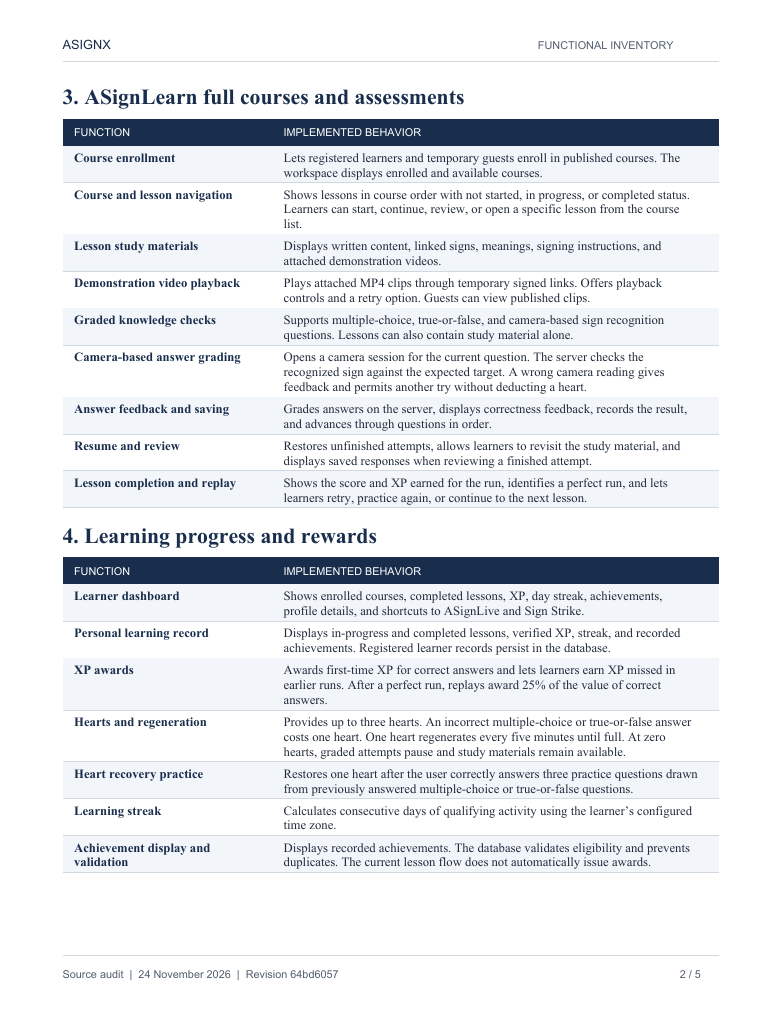 ASIGNX
FUNCTIONAL INVENTORY
3. ASignLearn full courses and assessments
FUNCTION
IMPLEMENTED BEHAVIOR
Course enrollment
Lets registered learners and temporary guests enroll in published courses. The
workspace displays enrolled and available courses.
Course and lesson navigation
Shows lessons in course order with not started, in progress, or completed status.
Learners can start, continue, review, or open a specific lesson from the course
list.
Lesson study materials
Displays written content, linked signs, meanings, signing instructions, and
attached demonstration videos.
Demonstration video playback
Plays attached MP4 clips through temporary signed links. Offers playback
controls and a retry option. Guests can view published clips.
Graded knowledge checks
Supports multiple-choice, true-or-false, and camera-based sign recognition
questions. Lessons can also contain study material alone.
Camera-based answer grading
Opens a camera session for the current question. The server checks the
recognized sign against the expected target. A wrong camera reading gives
feedback and permits another try without deducting a heart.
Answer feedback and saving
Grades answers on the server, displays correctness feedback, records the result,
and advances through questions in order.
Resume and review
Restores unfinished attempts, allows learners to revisit the study material, and
displays saved responses when reviewing a finished attempt.
Lesson completion and replay
Shows the score and XP earned for the run, identifies a perfect run, and lets
learners retry, practice again, or continue to the next lesson.
4. Learning progress and rewards
FUNCTION
IMPLEMENTED BEHAVIOR
Learner dashboard
Shows enrolled courses, completed lessons, XP, day streak, achievements,
profile details, and shortcuts to ASignLive and Sign Strike.
Personal learning record
Displays in-progress and completed lessons, verified XP, streak, and recorded
achievements. Registered learner records persist in the database.
XP awards
Awards first-time XP for correct answers and lets learners earn XP missed in
earlier runs. After a perfect run, replays award 25% of the value of correct
answers.
Hearts and regeneration
Provides up to three hearts. An incorrect multiple-choice or true-or-false answer
costs one heart. One heart regenerates every five minutes until full. At zero
hearts, graded attempts pause and study materials remain available.
Heart recovery practice
Restores one heart after the user correctly answers three practice questions drawn
from previously answered multiple-choice or true-or-false questions.
Learning streak
Calculates consecutive days of qualifying activity using the learner’s configured
time zone.
Achievement display and
validation
Displays recorded achievements. The database validates eligibility and prevents
duplicates. The current lesson flow does not automatically issue awards.
Source audit | 24 November 2026 | Revision 64bd6057
2 / 5